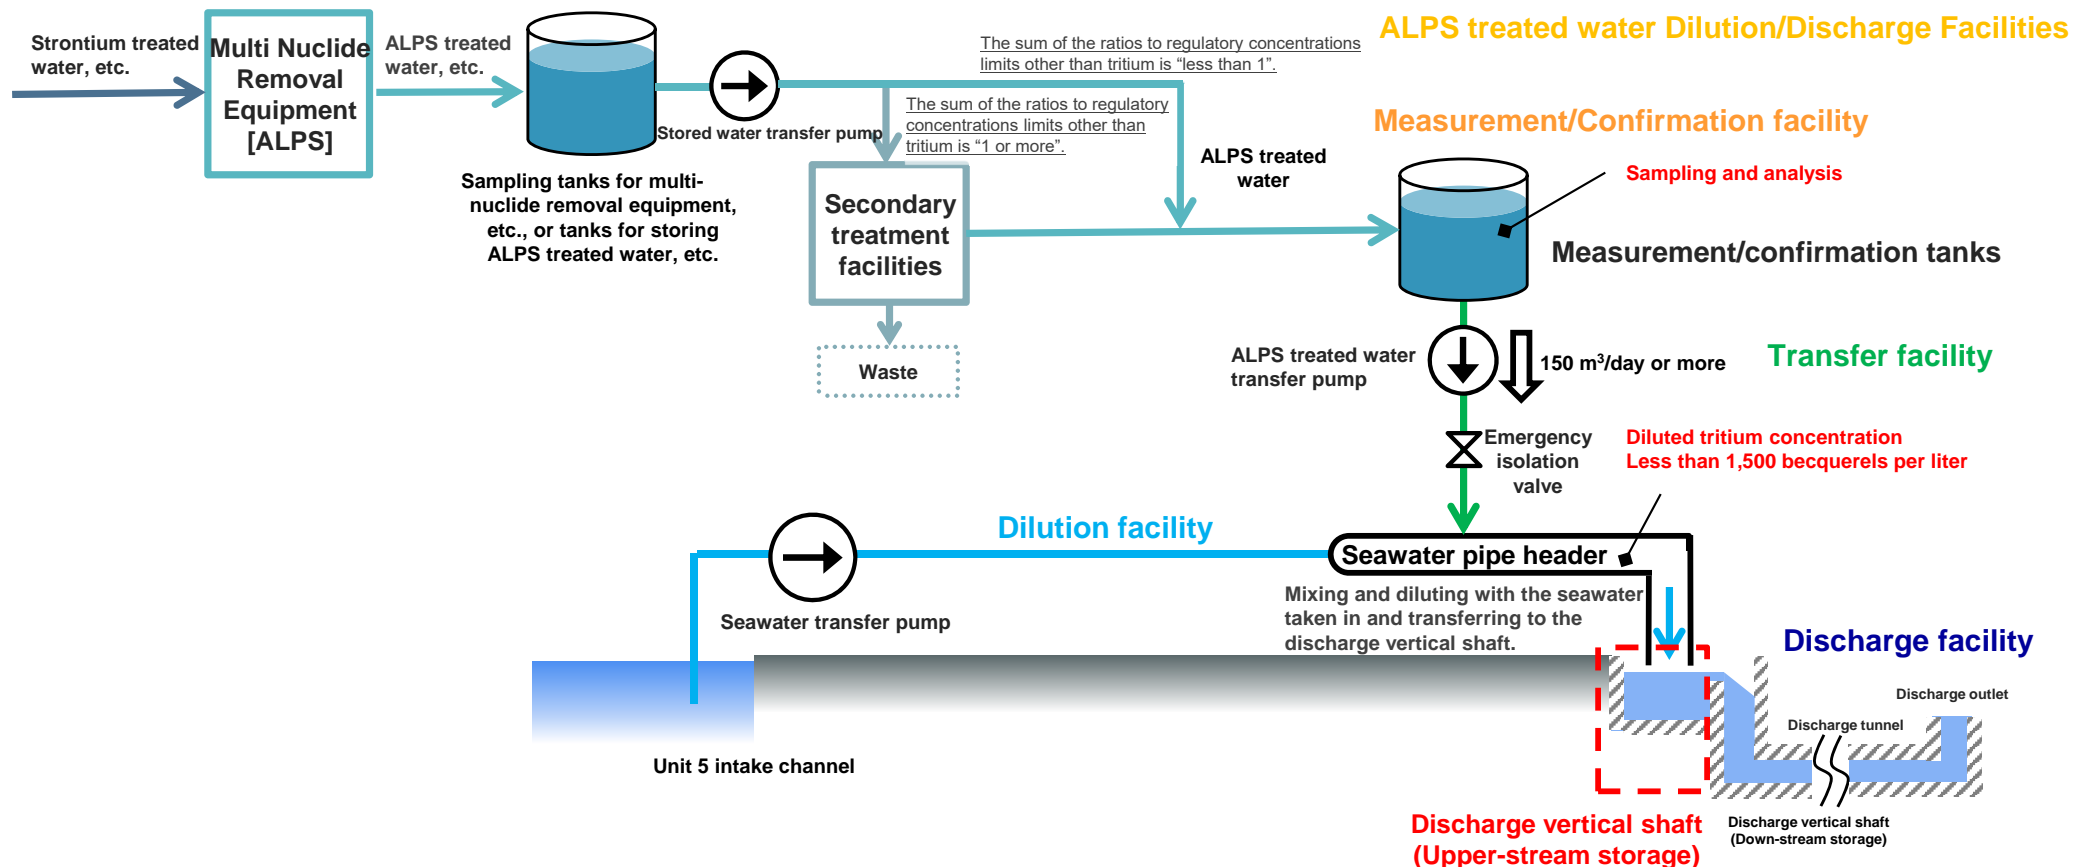 ALPS treated water Dilution/Discharge Facilities
Strontium treated
water, etc.
Multi Nuclide
Removal
Equipment
[ALPS]
ALPS treated
water, etc.
Stored water transfer pump
The sum of the ratios to regulatory concentrations
limits other than tritium is “less than 1”.
The sum of the ratios to regulatory
concentrations limits other than
tritium is “1 or more”.
Sampling tanks for multi-
nuclide removal equipment,
etc., or tanks for storing
ALPS treated water, etc.
Secondary
treatment
facilities
Waste
ALPS treated
water
Measurement/Confirmation facility
Sampling and analysis
Measurement/confirmation tanks
ALPS treated water
transfer pump
150 m³/day or more
Transfer facility
Emergency
isolation
valve
Diluted tritium concentration
Less than 1,500 becquerels per liter
Dilution facility
Seawater pipe header
Seawater transfer pump
Mixing and diluting with the seawater
taken in and transferring to the
discharge vertical shaft.
Discharge facility
Discharge outlet
Discharge tunnel
Unit 5 intake channel
Discharge vertical shaft
(Upper-stream storage)
Discharge vertical shaft
(Down-stream storage)